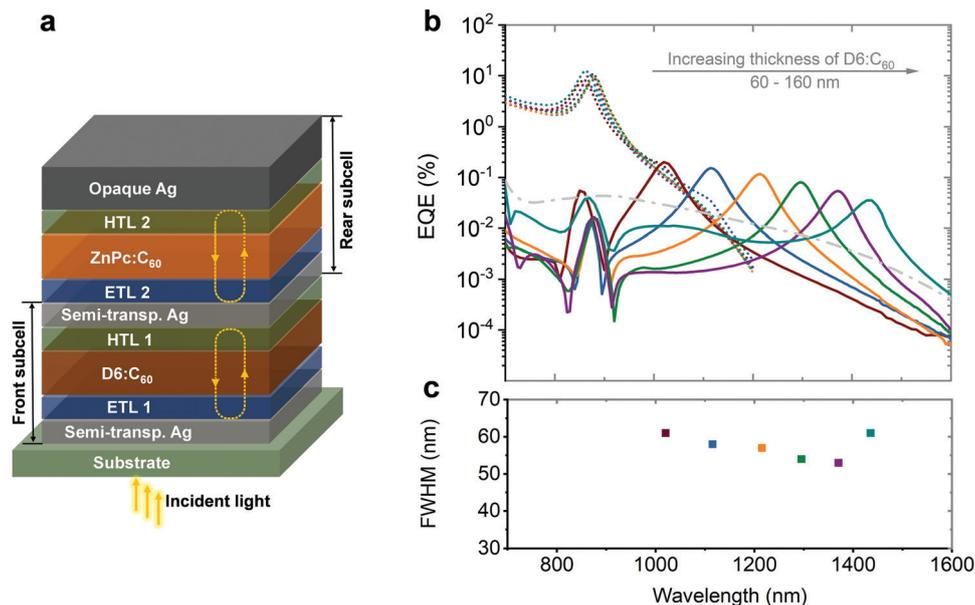 a
Opaque Ag
HTL 2
ZnPc:C₆₀
ETL 2
Semi-transp. Ag
HTL 1
D6:C₆₀
ETL 1
Semi-transp. Ag
Substrate
Incident light
Rear subcell
Front subcell
b
Increasing thickness of D6:C₆₀
60 - 160 nm
EQE (%)
10²
10¹
10⁰
10⁻¹
10⁻²
10⁻³
10⁻⁴
c
FWHM (nm)
70
60
50
40
30
800 1000 1200 1400 1600
Wavelength (nm)